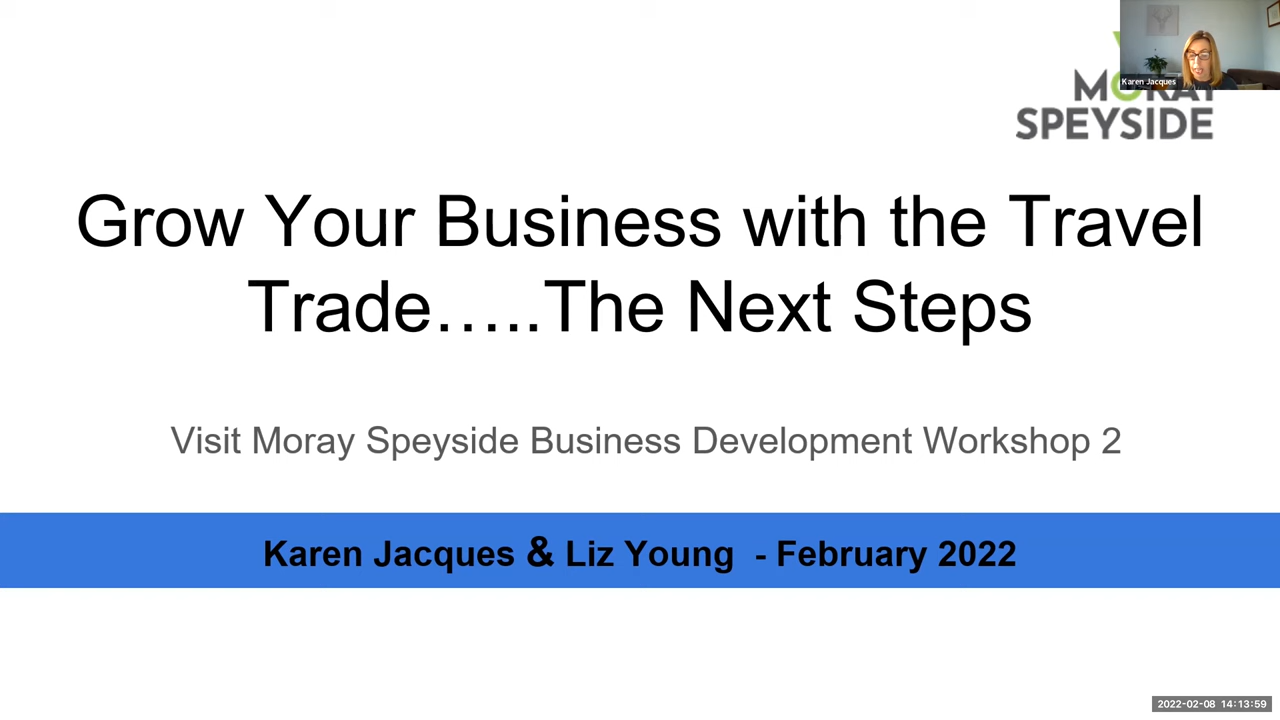 Karen Jacques
MORAY
SPEYSIDE
Grow Your Business with the Travel
Trade…..The Next Steps
Visit Moray Speyside Business Development Workshop 2
Karen Jacques & Liz Young - February 2022
2022-02-08 14:13:59